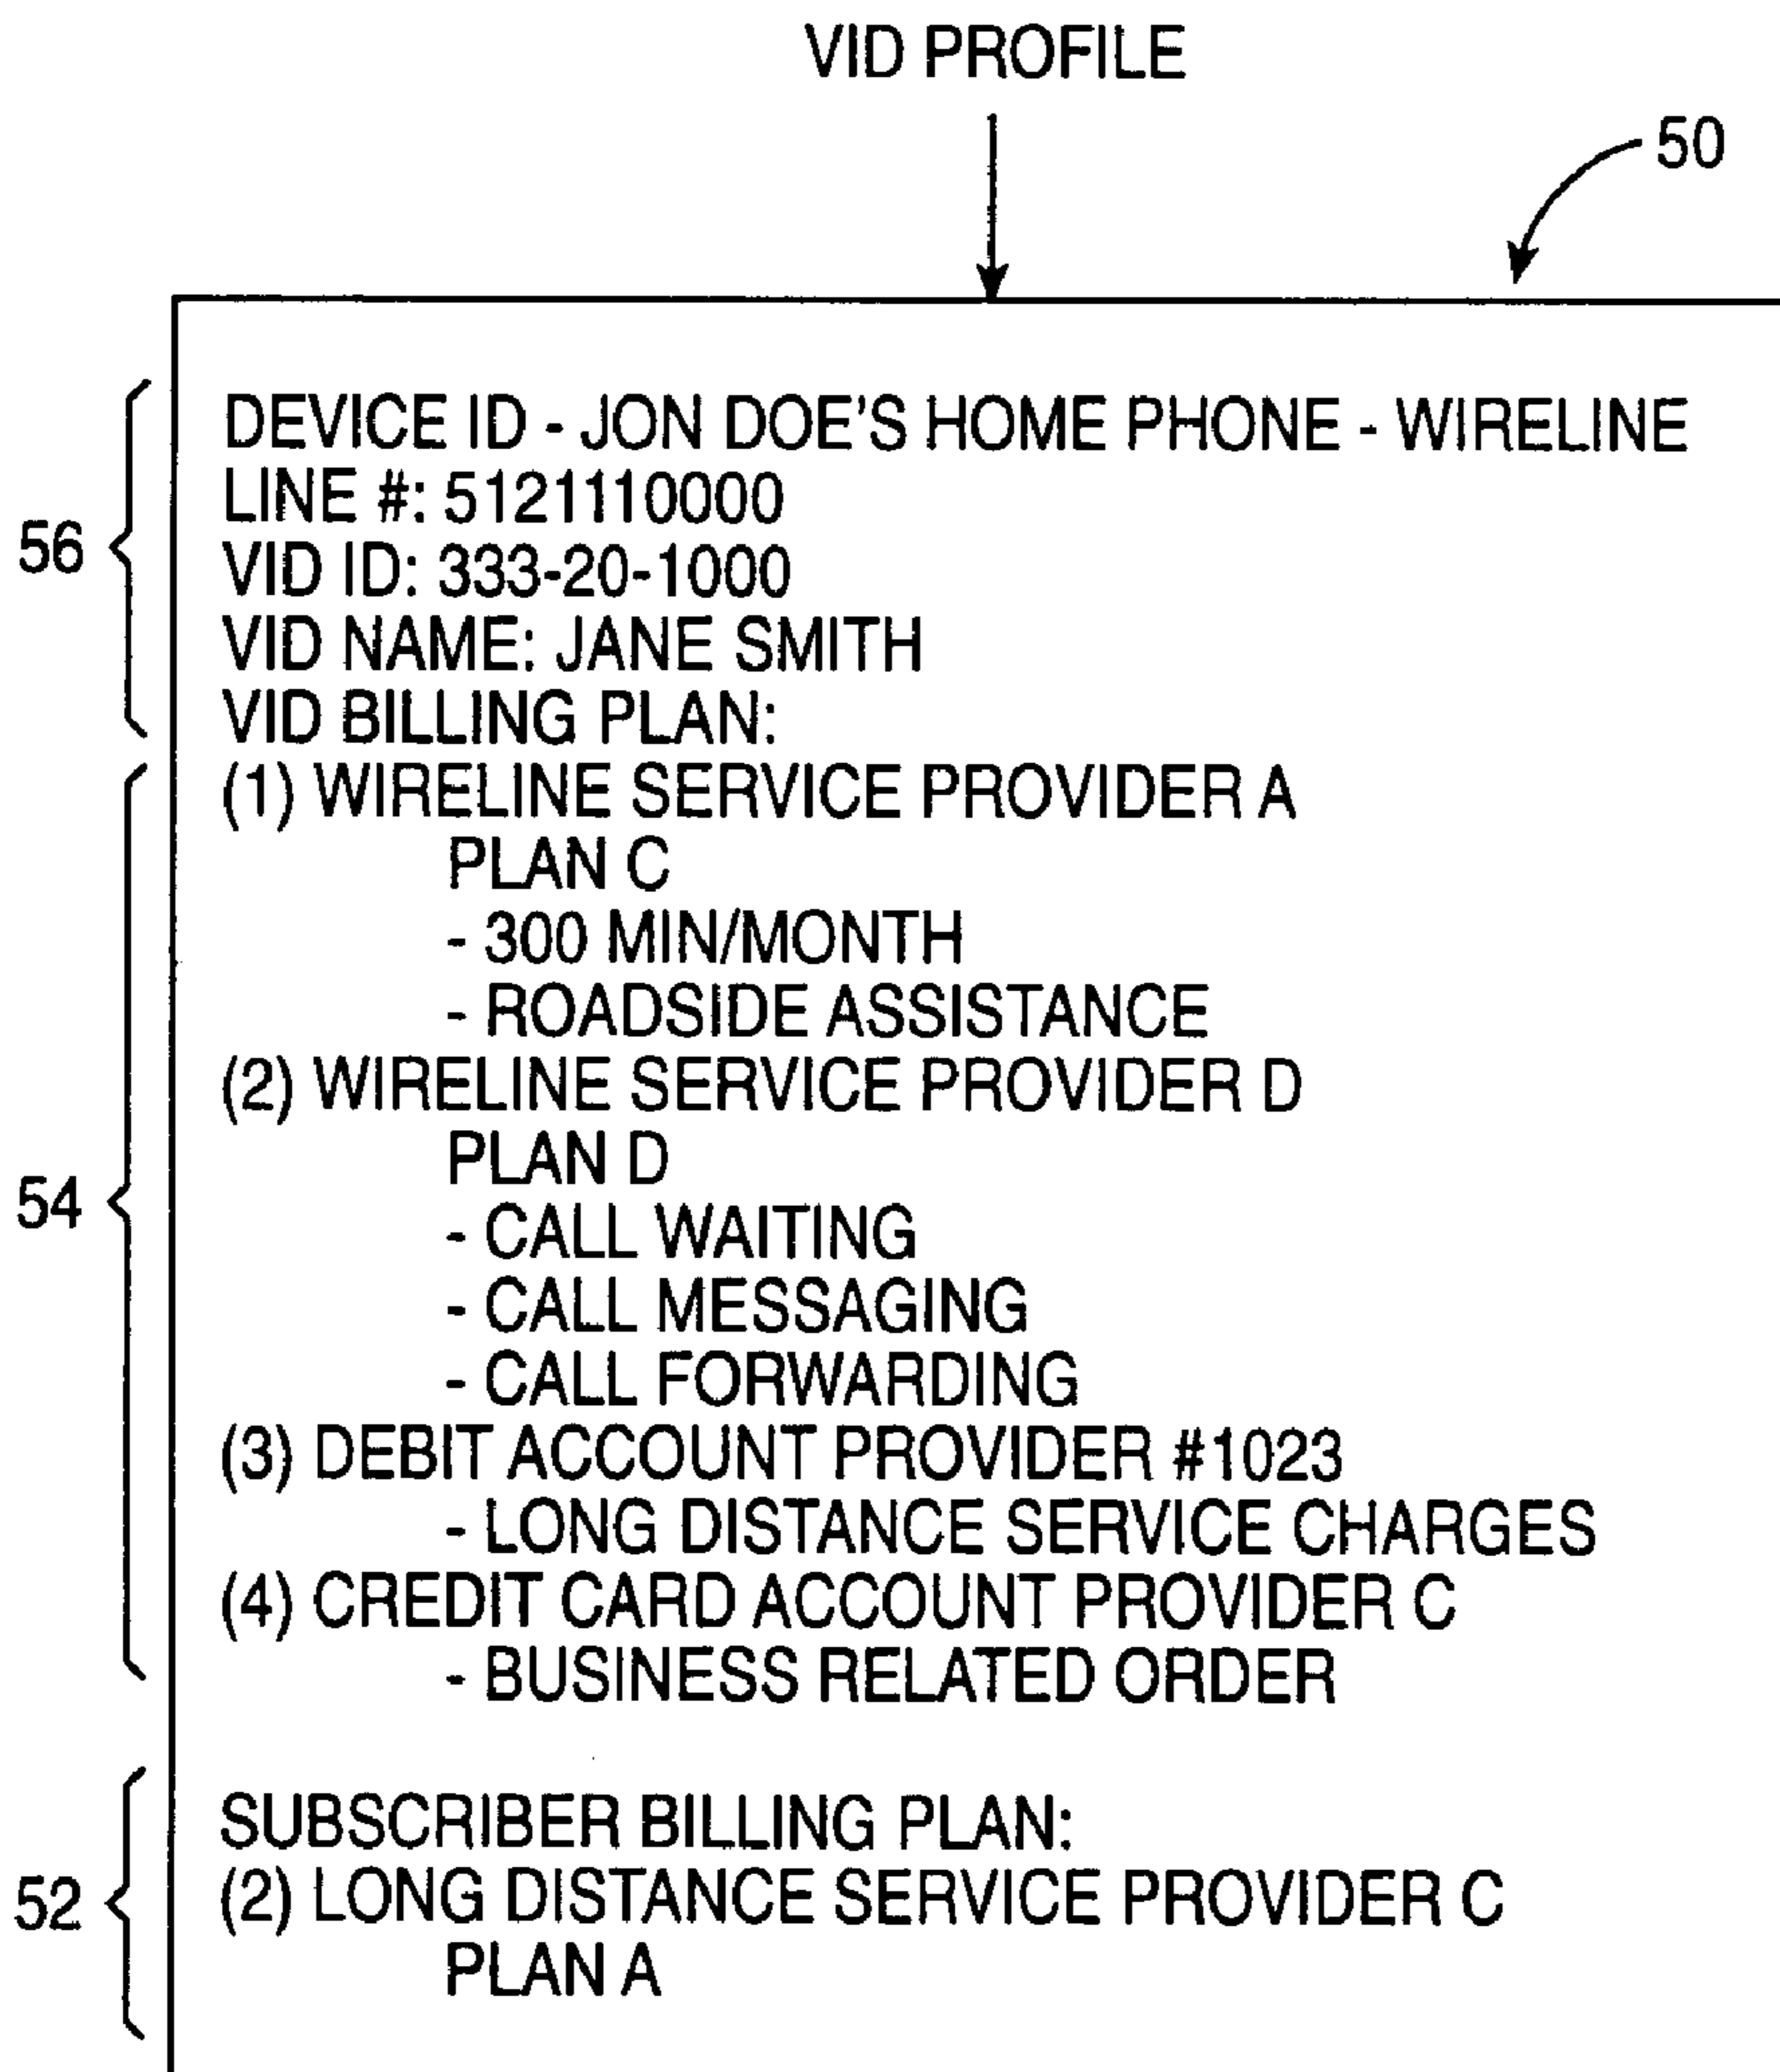 VID PROFILE
50
56
DEVICE ID - JON DOE'S HOME PHONE - WIRELINE
LINE #: 5121110000
VID ID: 333-20-1000
VID NAME: JANE SMITH
VID BILLING PLAN:
54
(1) WIRELINE SERVICE PROVIDER A
PLAN C
- 300 MIN/MONTH
- ROADSIDE ASSISTANCE
(2) WIRELINE SERVICE PROVIDER D
PLAN D
- CALL WAITING
- CALL MESSAGING
- CALL FORWARDING
(3) DEBIT ACCOUNT PROVIDER #1023
- LONG DISTANCE SERVICE CHARGES
(4) CREDIT CARD ACCOUNT PROVIDER C
- BUSINESS RELATED ORDER
52
SUBSCRIBER BILLING PLAN:
(2) LONG DISTANCE SERVICE PROVIDER C
PLAN A